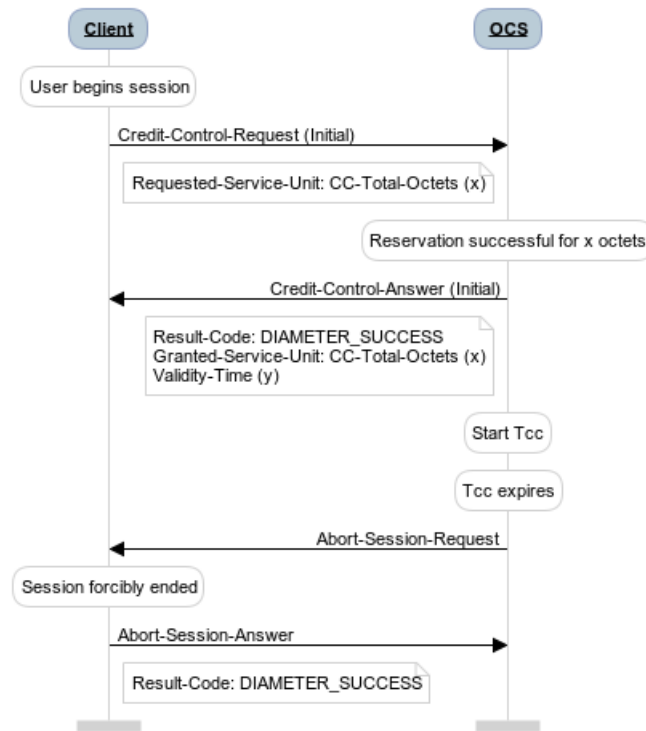 Client
OCS
User begins session
Credit-Control-Request (Initial)
Requested-Service-Unit: CC-Total-Octets (x)
Reservation successful for x octets
Credit-Control-Answer (Initial)
Result-Code: DIAMETER_SUCCESS
Granted-Service-Unit: CC-Total-Octets (x)
Validity-Time (y)
Start Tcc
Tcc expires
Abort-Session-Request
Session forcibly ended
Abort-Session-Answer
Result-Code: DIAMETER_SUCCESS